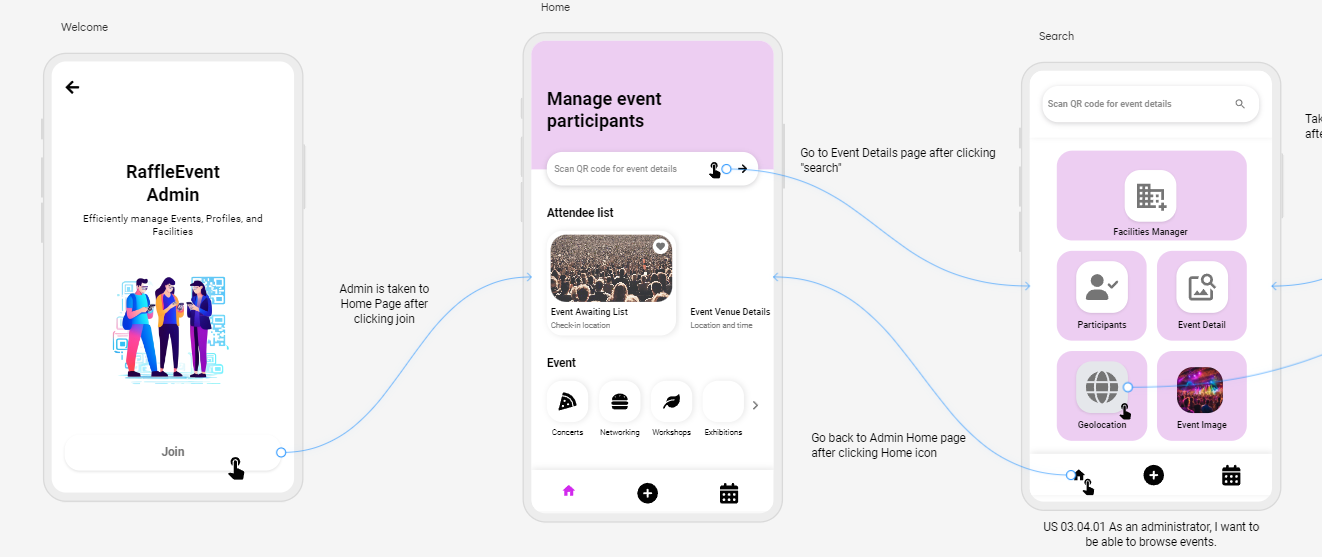 Welcome
RaffleEvent
Admin
Efficiently manage Events, Profiles, and
Facilities
Join
Admin is taken to
Home Page after
clicking join
Home
Manage event
participants
Scan QR code for event details
Attendee list
Event Awaiting List
Check-in location
Event Venue Details
Location and time
Event
Concerts
Networking
Workshops
Exhibitions
Go to Event Details page after clicking
"search"
Go back to Admin Home page
after clicking Home icon
Search
Scan QR code for event details
Facilities Manager
Participants
Event Detail
Geolocation
Event Image
US 03.04.01 As an administrator, I want to
be able to browse events.